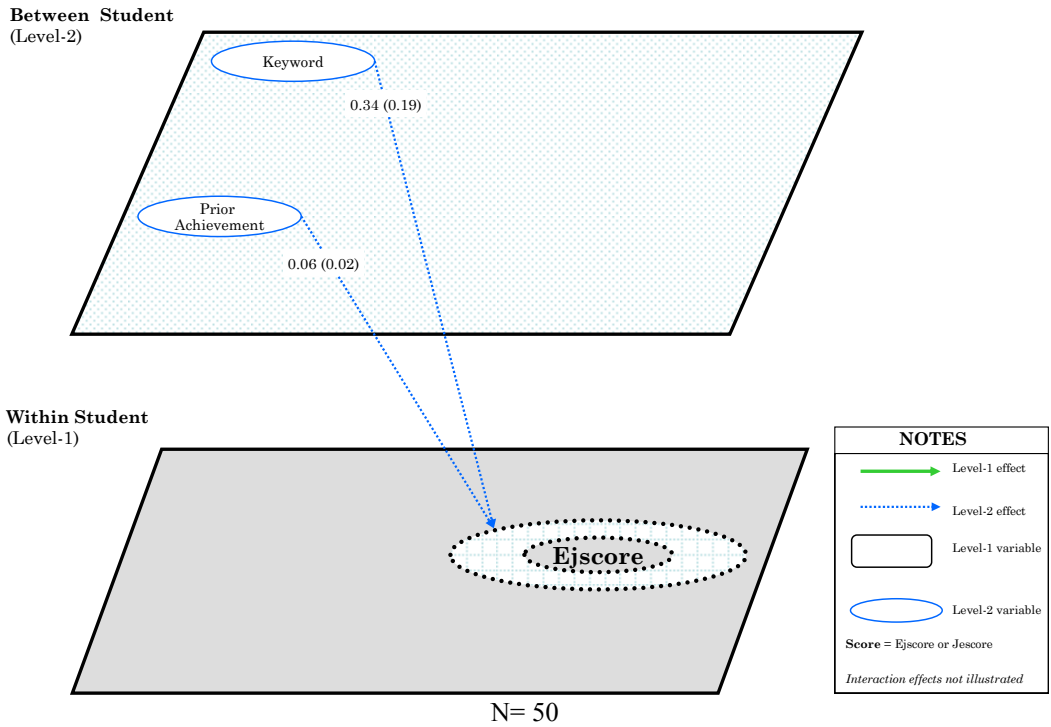 Between Student
(Level-2)
Keyword
0.34 (0.19)
Prior
Achievement
0.06 (0.02)
Within Student
(Level-1)
Ejscore
N= 50
NOTES
Level-1 effect
Level-2 effect
Level-1 variable
Level-2 variable
Score = Ejscore or Jescore
Interaction effects not illustrated